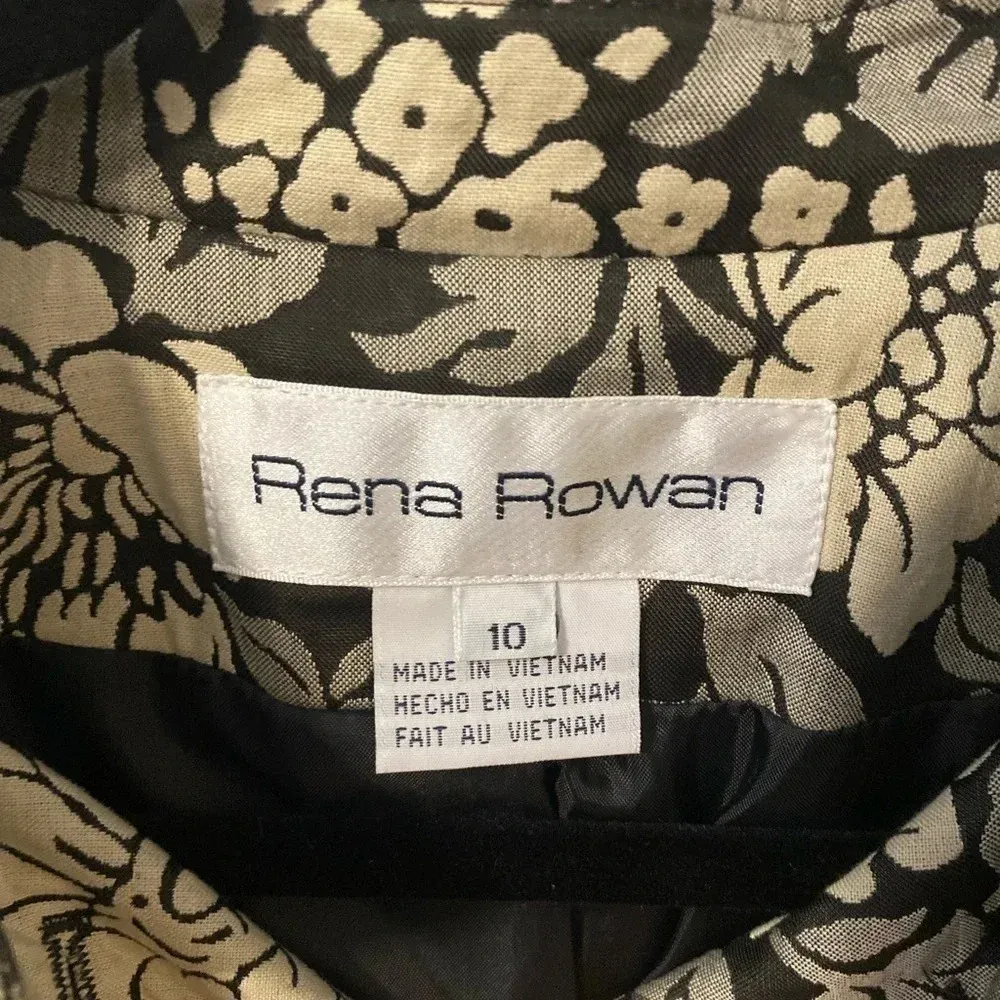 Rena Rowan
10
MADE IN VIETNAM
HECHO EN VIETNAM
FAIT AU VIETNAM